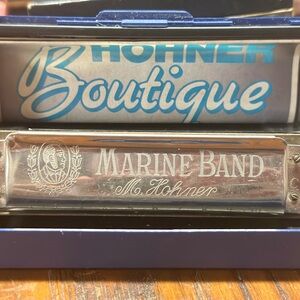 HOHNER
Boutique
MARINE BAND
M. Hohner